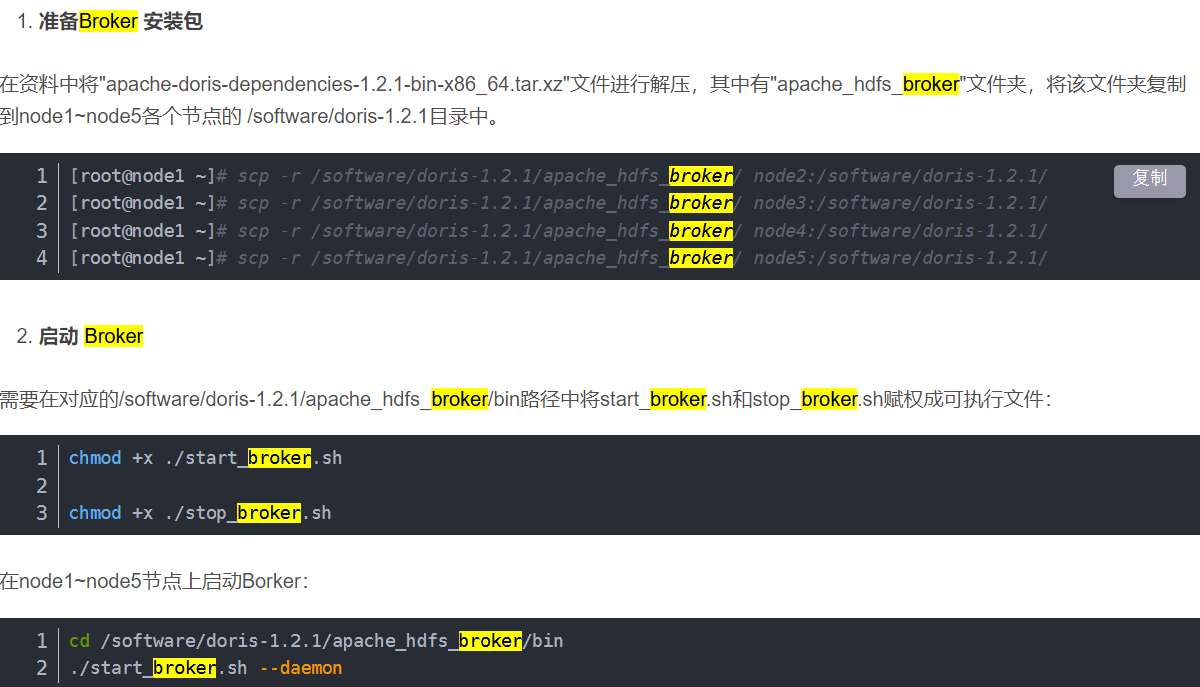 1. 准备Broker 安装包
在资料中将"apache-doris-dependencies-1.2.1-bin-x86_64.tar.xz"文件进行解压，其中有"apache_hdfs_broker"文件夹，将该文件夹复制
到node1~node5各个节点的 /software/doris-1.2.1目录中。
复制
1 [root@node1 ~]# scp -r /software/doris-1.2.1/apache_hdfs_broker/ node2:/software/doris-1.2.1/
2 [root@node1 ~]# scp -r /software/doris-1.2.1/apache_hdfs_broker/ node3:/software/doris-1.2.1/
3 [root@node1 ~]# scp -r /software/doris-1.2.1/apache_hdfs_broker/ node4:/software/doris-1.2.1/
4 [root@node1 ~]# scp -r /software/doris-1.2.1/apache_hdfs_broker/ node5:/software/doris-1.2.1/
2. 启动 Broker
需要在对应的/software/doris-1.2.1/apache_hdfs_broker/bin路径中将start_broker.sh和stop_broker.sh赋权成可执行文件：
1 chmod +x ./start_broker.sh
2
3 chmod +x ./stop_broker.sh
在node1~node5节点上启动Borker：
1 cd /software/doris-1.2.1/apache_hdfs_broker/bin
2 ./start_broker.sh --daemon